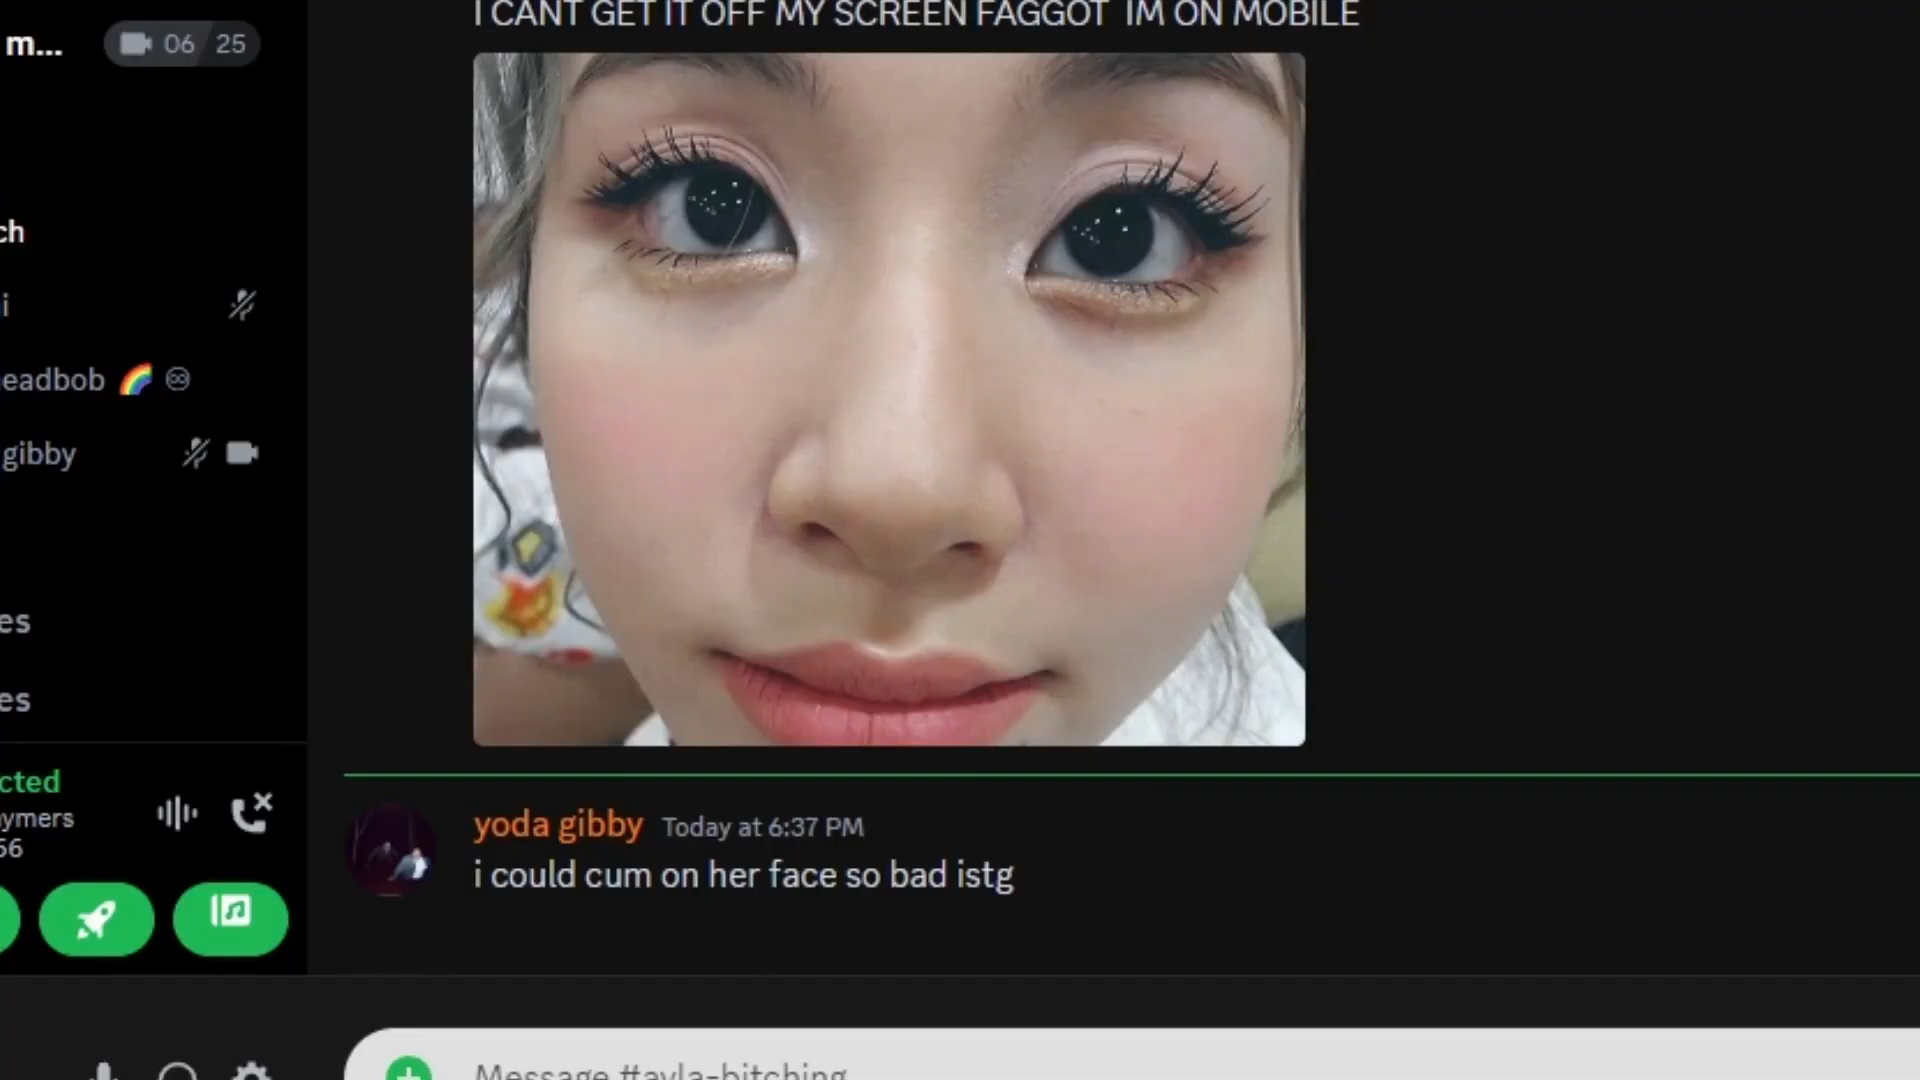 I CANT GET IT OFF MY SCREEN FAGGOT IM ON MOBILE
m...
06 25
ch
i
eadbob
gibby
es
es
cted
ymers
56
yoda gibby Today at 6:37 PM
i could cum on her face so bad istg
Message #ayla-bitching